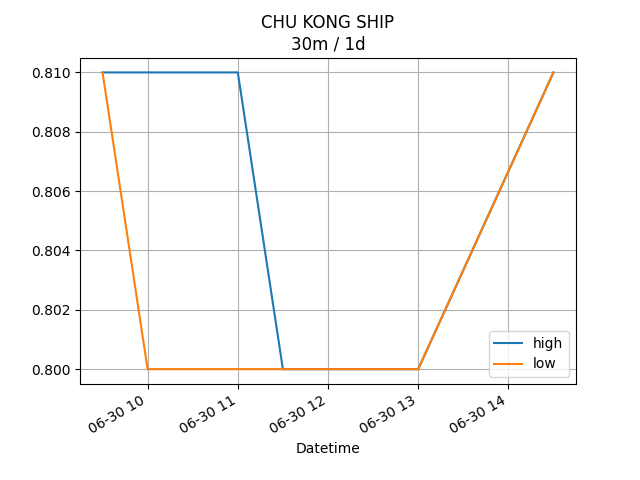 CHU KONG SHIP
30m / 1d
0.810
0.808
0.806
0.804
0.802
0.800
high
low
06-30 10
06-30 11
06-30 12
06-30 13
06-30 14
Datetime